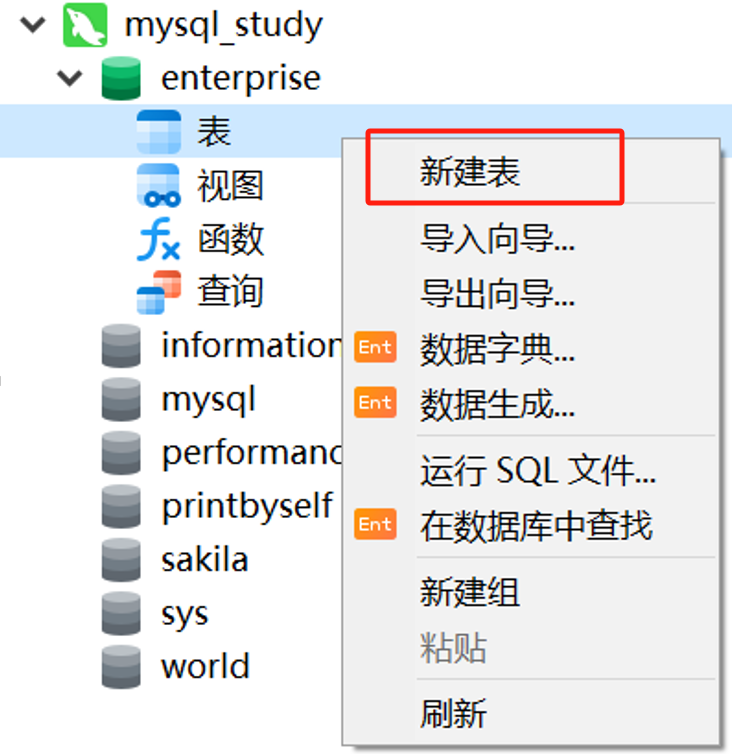 mysql_study
enterprise
表
视图
函数
查询
information
mysql
performanc
printbyself
sakila
sys
world
新建表
导入向导...
导出向导...
Ent 数据字典...
Ent 数据生成...
运行 SQL 文件...
Ent 在数据库中查找
新建组
粘贴
刷新